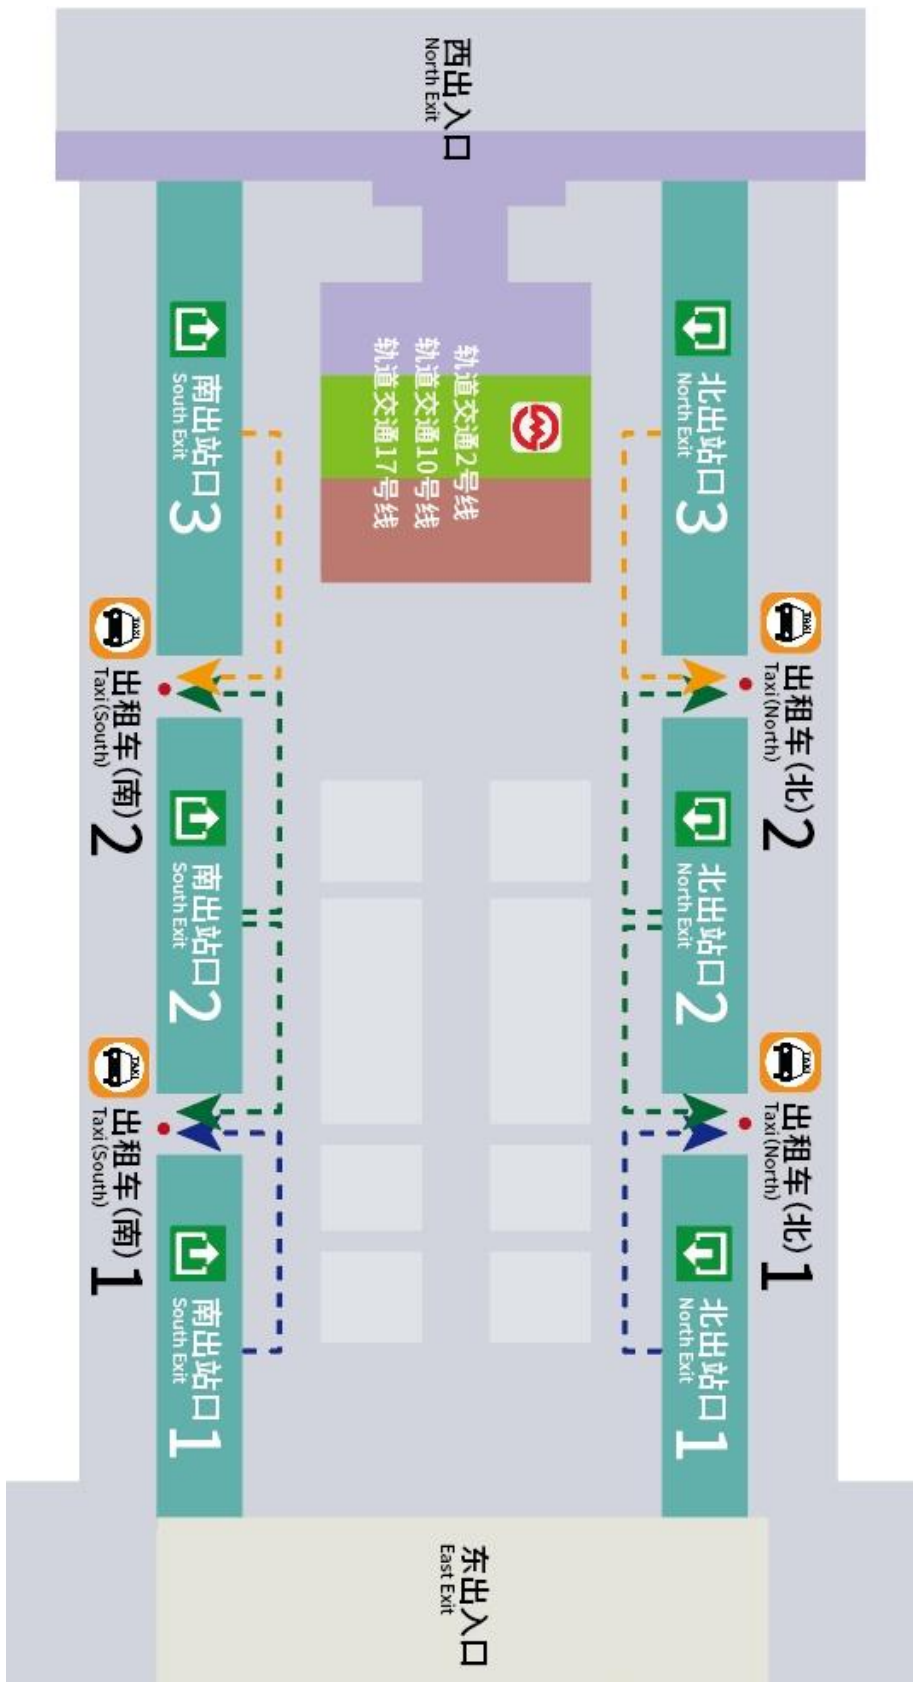 西出入口
North Exit
南出站口 3
South Exit
轨道交通2号线
轨道交通10号线
轨道交通17号线
北出站口 3
North Exit
TAXI
出租车(南) 2
Taxi(South)
TAXI
出租车(北) 2
Taxi(North)
南出站口 2
South Exit
北出站口 2
North Exit
TAXI
出租车(南) 1
Taxi(South)
TAXI
出租车(北) 1
Taxi(North)
南出站口 1
South Exit
北出站口 1
North Exit
东出入口
East Exit